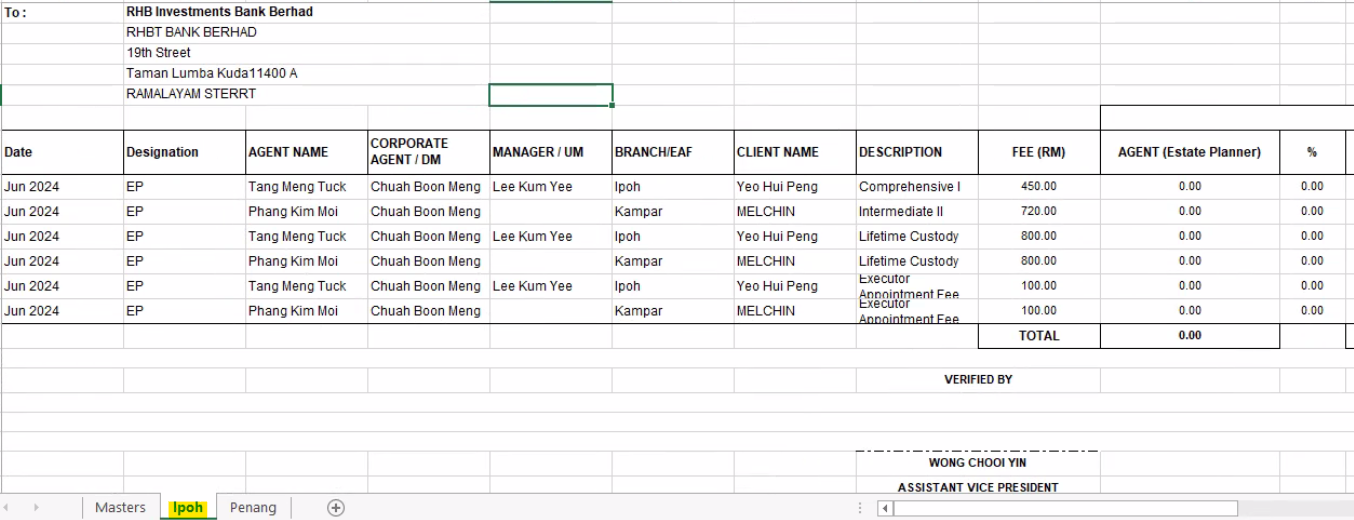 To : RHB Investments Bank Berhad
RHBT BANK BERHAD
19th Street
Taman Lumba Kuda11400 A
RAMALAYAM STERRT
Date Designation AGENT NAME CORPORATE AGENT / DM MANAGER / UM BRANCH/EAF CLIENT NAME DESCRIPTION FEE (RM) AGENT (Estate Planner) %
Jun 2024 EP Tang Meng Tuck Chuah Boon Meng Lee Kum Yee Ipoh Yeo Hui Peng Comprehensive I 450.00 0.00 0.00
Jun 2024 EP Phang Kim Moi Chuah Boon Meng Kampar MELCHIN Intermediate II 720.00 0.00 0.00
Jun 2024 EP Tang Meng Tuck Chuah Boon Meng Lee Kum Yee Ipoh Yeo Hui Peng Lifetime Custody 800.00 0.00 0.00
Jun 2024 EP Phang Kim Moi Chuah Boon Meng Kampar MELCHIN Lifetime Custody 800.00 0.00 0.00
Jun 2024 EP Tang Meng Tuck Chuah Boon Meng Lee Kum Yee Ipoh Yeo Hui Peng Executor Appointment Fee 100.00 0.00 0.00
Jun 2024 EP Phang Kim Moi Chuah Boon Meng Kampar MELCHIN Executor Appointment Fee 100.00 0.00 0.00
TOTAL 0.00
VERIFIED BY
WONG CHOOI YIN
ASSISTANT VICE PRESIDENT
Masters Ipoh Penang